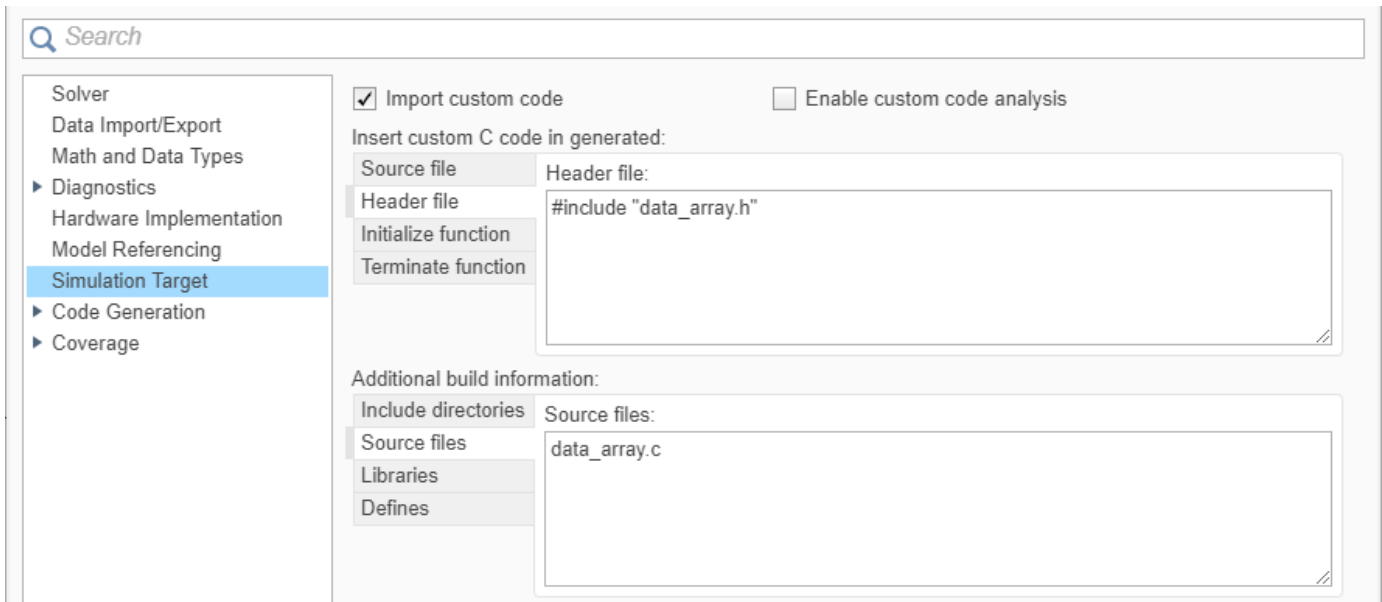 Search
Solver
Data Import/Export
Math and Data Types
Diagnostics
Hardware Implementation
Model Referencing
Simulation Target
Code Generation
Coverage
Import custom code
Enable custom code analysis
Insert custom C code in generated:
Source file
Header file
Initialize function
Terminate function
Header file:
#include "data_array.h"
Additional build information:
Include directories
Source files
Libraries
Defines
Source files:
data_array.c